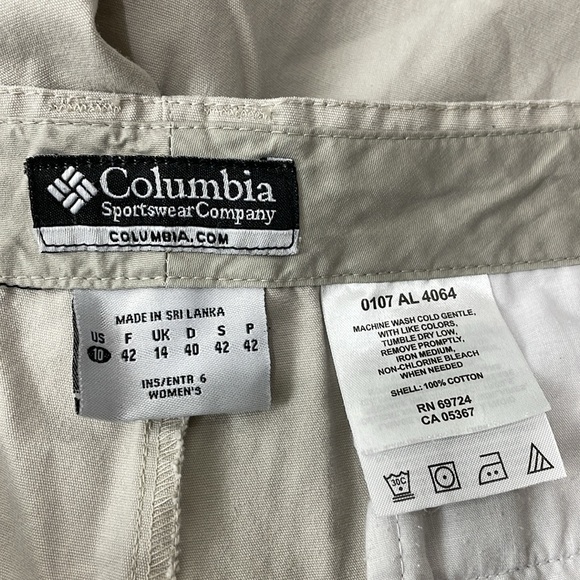 Columbia
Sportswear Company
COLUMBIA.COM
MADE IN SRI LANKA
US F UK D S P
10 42 14 40 42 42
INS/ENTR 6
WOMEN'S
0107 AL 4064
MACHINE WASH COLD GENTLE,
WITH LIKE COLORS,
TUMBLE DRY LOW,
REMOVE PROMPTLY,
IRON MEDIUM,
NON-CHLORINE BLEACH
WHEN NEEDED
SHELL: 100% COTTON
RN 69724
CA 05367
30C